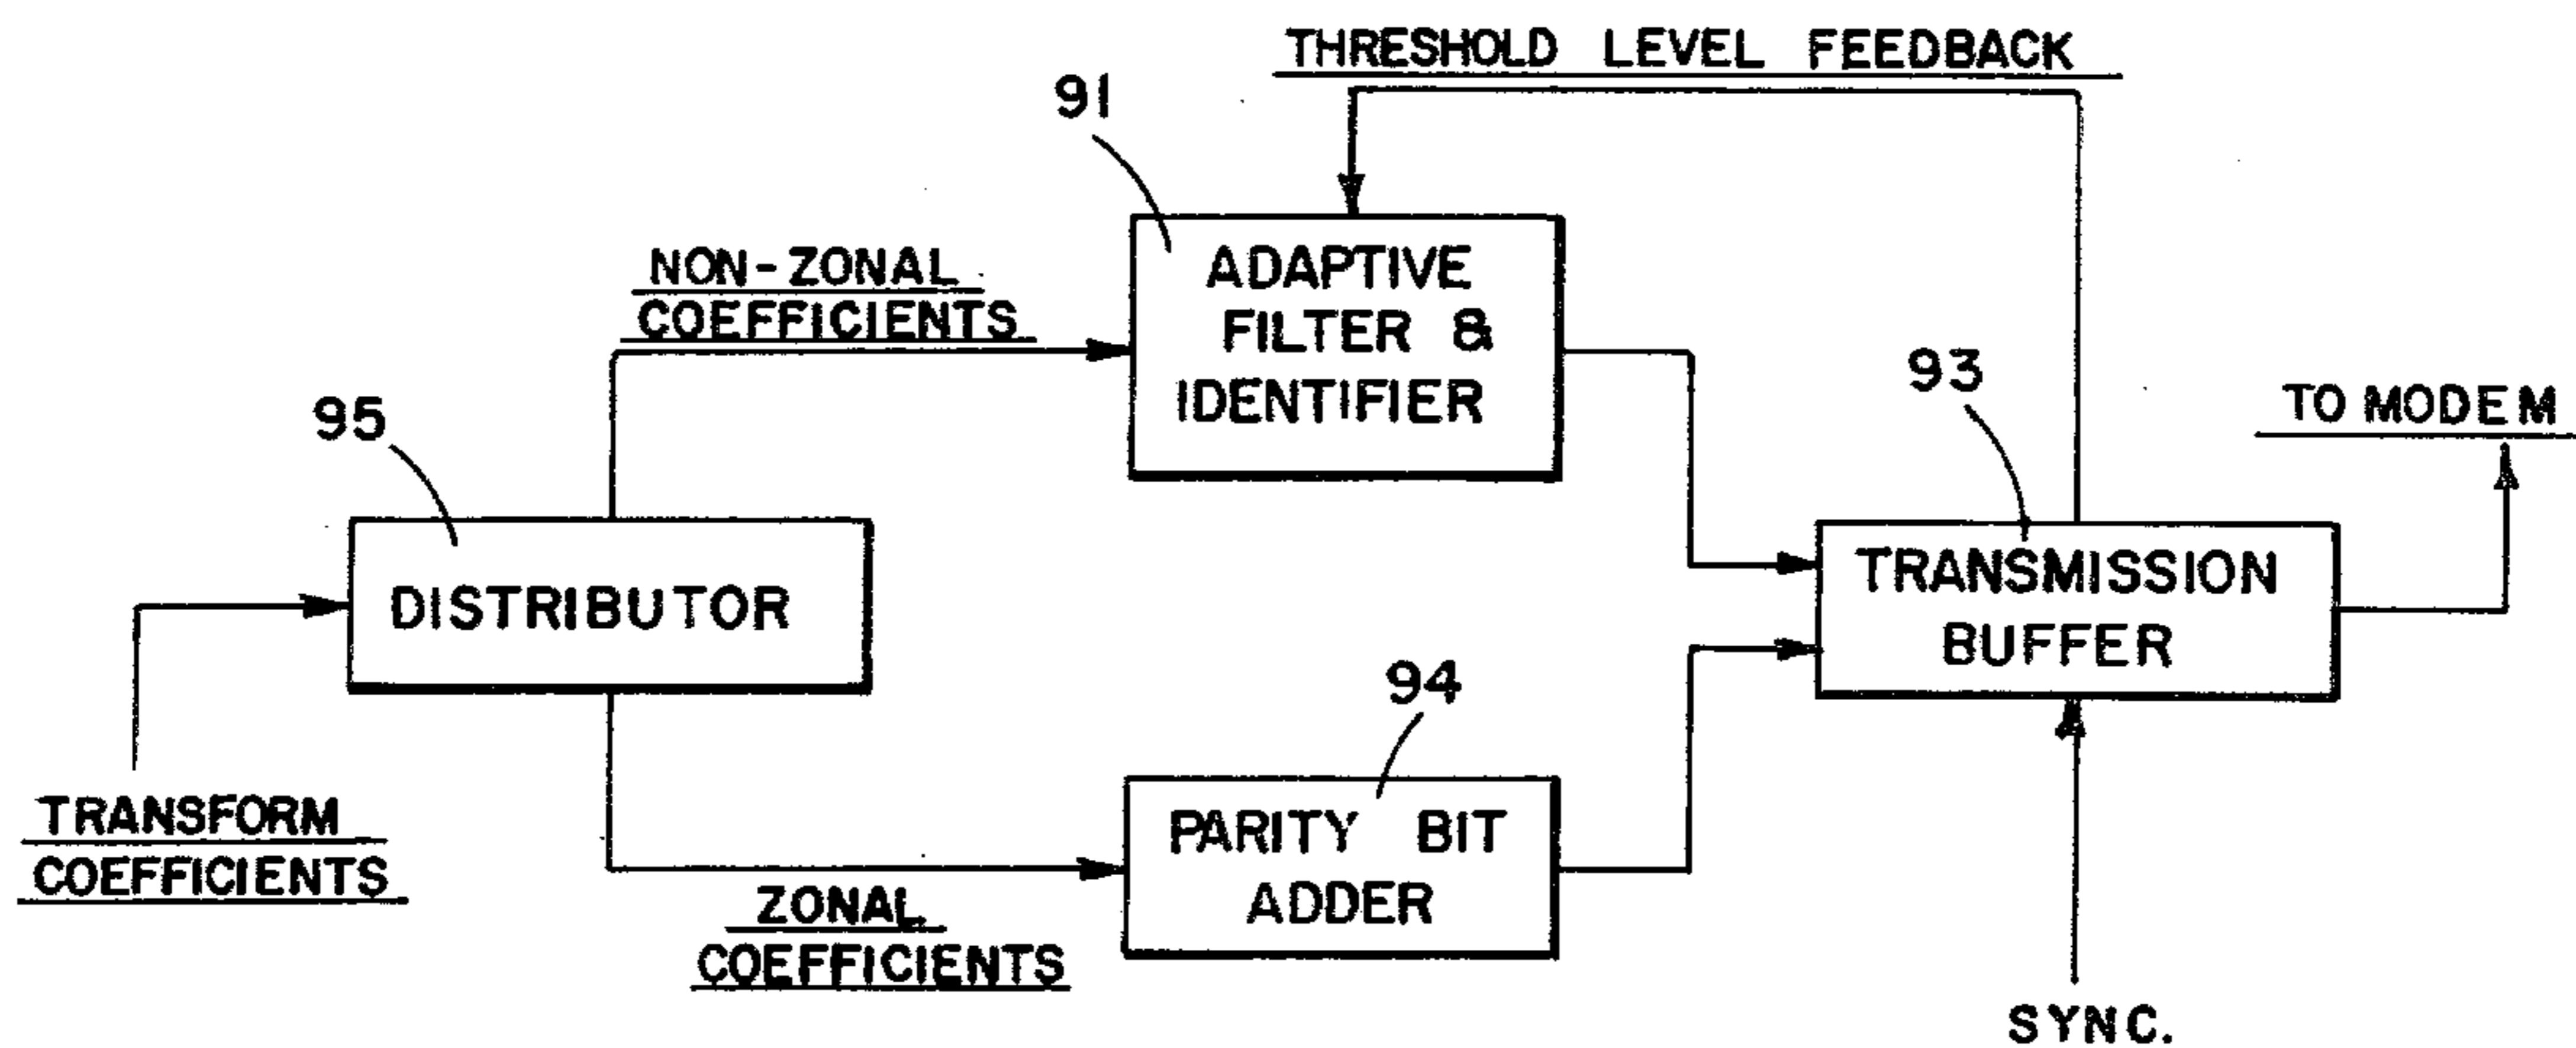 THRESHOLD LEVEL FEEDBACK
91
NON-ZONAL
COEFFICIENTS
ADAPTIVE
FILTER &
IDENTIFIER
93
TO MODEM
95
DISTRIBUTOR
TRANSMISSION
BUFFER
94
TRANSFORM
COEFFICIENTS
PARITY BIT
ADDER
ZONAL
COEFFICIENTS
SYNC.